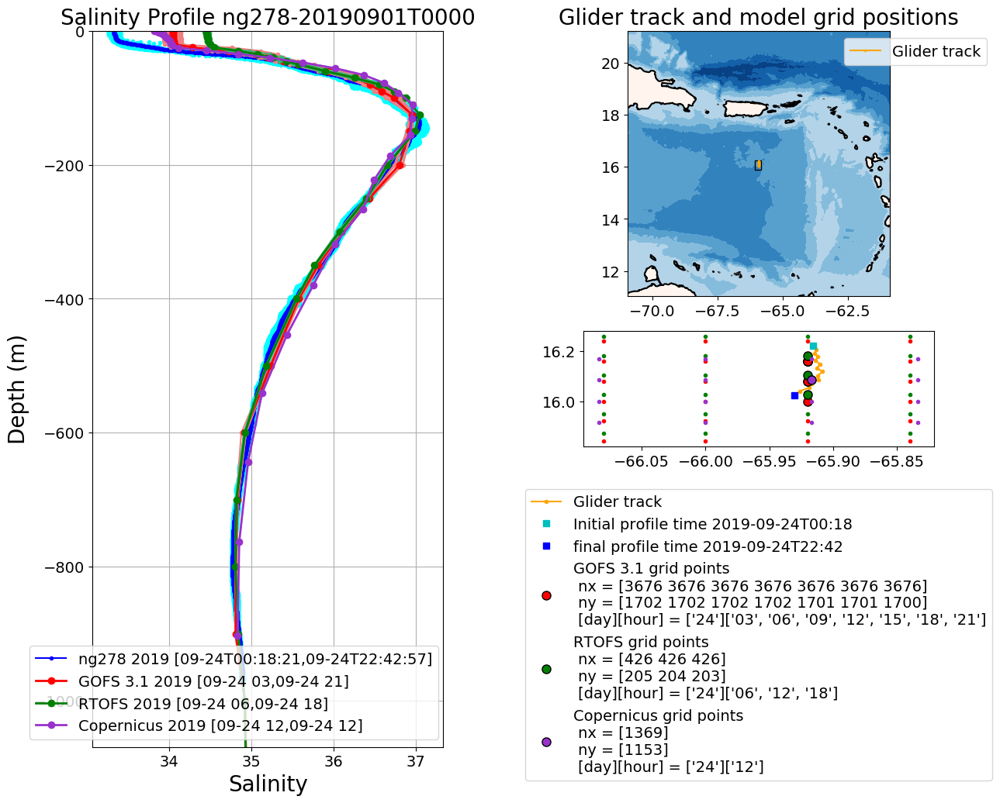 Salinity Profile ng278-20190901T0000
0
−200
−400
−600
−800
−1000
Depth (m)
34
35
36
37
Salinity
ng278 2019 [09-24T00:18:21,09-24T22:42:57]
GOFS 3.1 2019 [09-24 03,09-24 21]
RTOFS 2019 [09-24 06,09-24 18]
Copernicus 2019 [09-24 12,09-24 12]
Glider track and model grid positions
Glider track
20
18
16
14
12
−70.0
−67.5
−65.0
−62.5
16.2
16.0
−66.05
−66.00
−65.95
−65.90
−65.85
Glider track
Initial profile time 2019-09-24T00:18
final profile time 2019-09-24T22:42
GOFS 3.1 grid points
nx = [3676 3676 3676 3676 3676 3676 3676]
ny = [1702 1702 1702 1702 1701 1701 1700]
[day][hour] = ['24']['03', '06', '09', '12', '15', '18', '21']
RTOFS grid points
nx = [426 426 426]
ny = [205 204 203]
[day][hour] = ['24']['06', '12', '18']
Copernicus grid points
nx = [1369]
ny = [1153]
[day][hour] = ['24']['12']